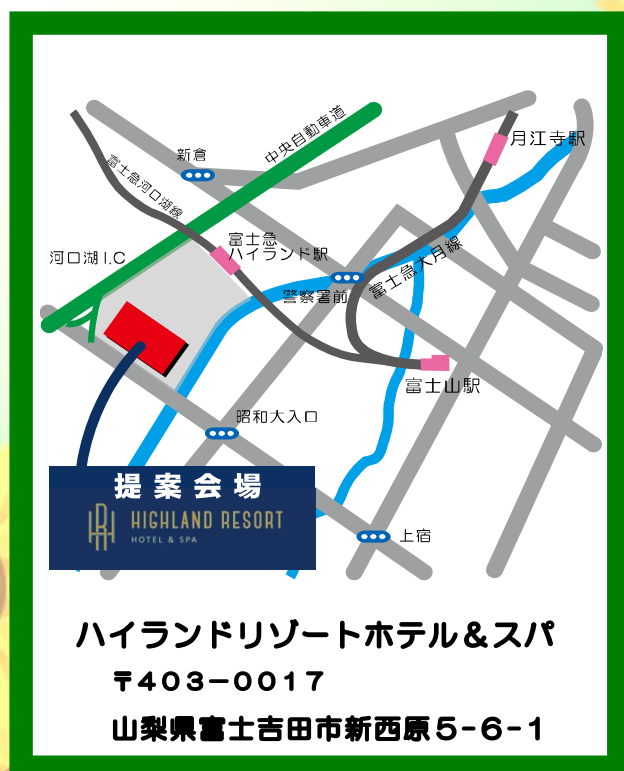 中央自動車道
月江寺駅
新倉
富士急河口湖線
富士急
ハイランド駅
河口湖I.C
富士急大月線
警察署前
富士山駅
昭和大入口
提案会場
HIGHLAND RESORT
HOTEL & SPA
上宿
ハイランドリゾートホテル&スパ
〒403-0017
山梨県富士吉田市新西原5-6-1